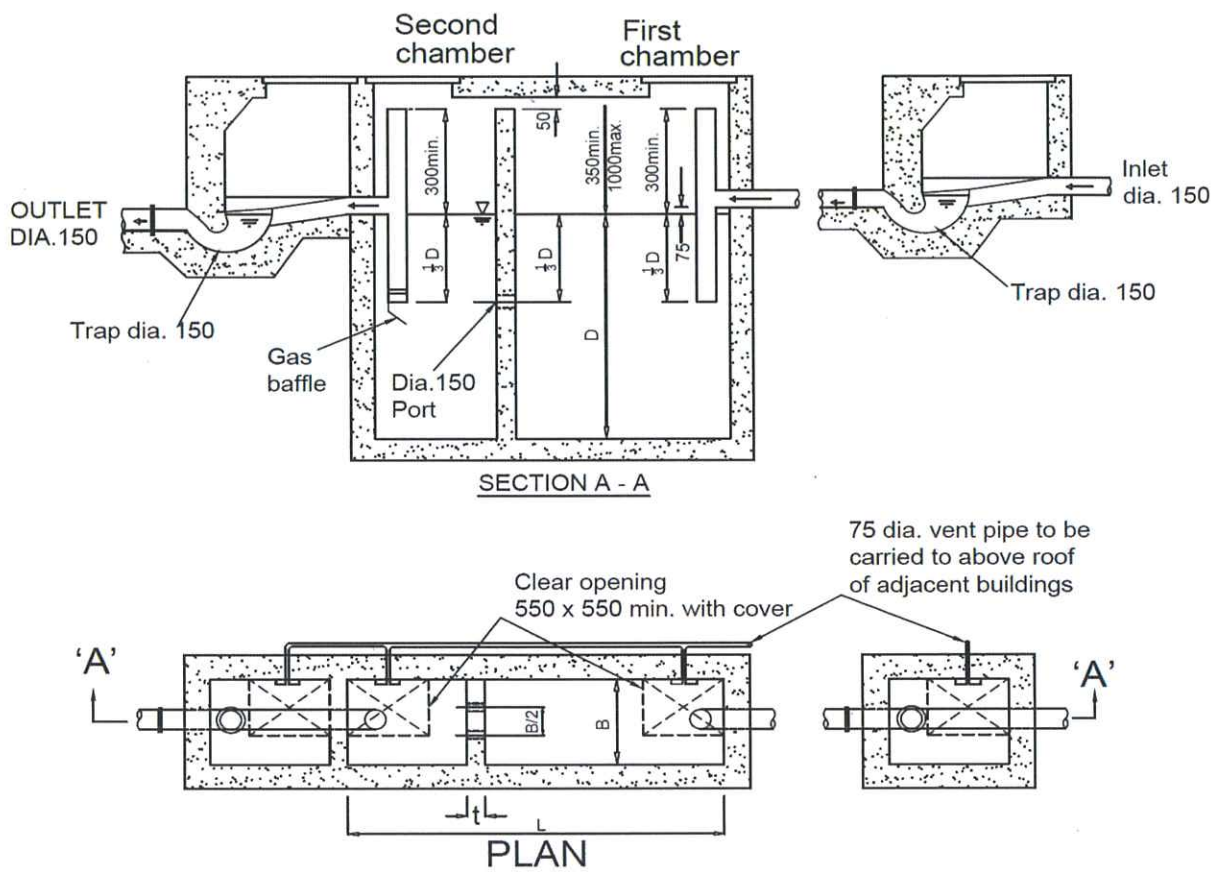 Second
chamber
First
chamber
50
300min.
350min.
1000max.
300min.
Inlet
dia. 150
OUTLET
DIA.150
1/3 D
1/3 D
1/3 D
75
D
Trap dia. 150
Trap dia. 150
Gas
baffle
Dia.150
Port
SECTION A - A
75 dia. vent pipe to be
carried to above roof
of adjacent buildings
Clear opening
550 x 550 min. with cover
'A'
'A'
B/2
B
t
L
PLAN